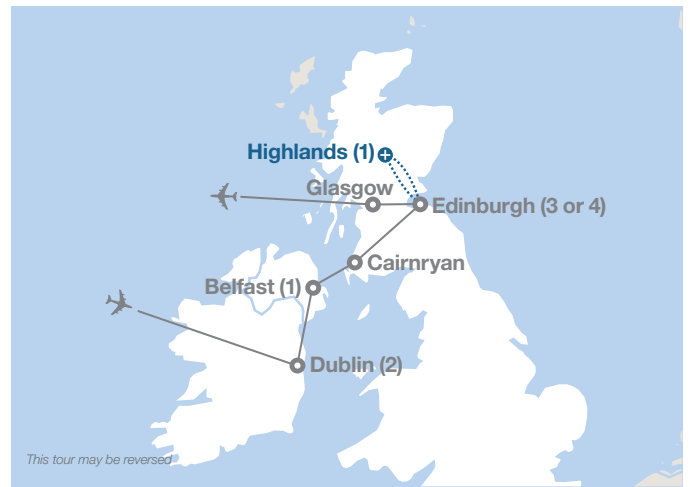 Highlands (1)
Glasgow
Edinburgh (3 or 4)
Cairnryan
Belfast (1)
Dublin (2)
This tour may be reversed